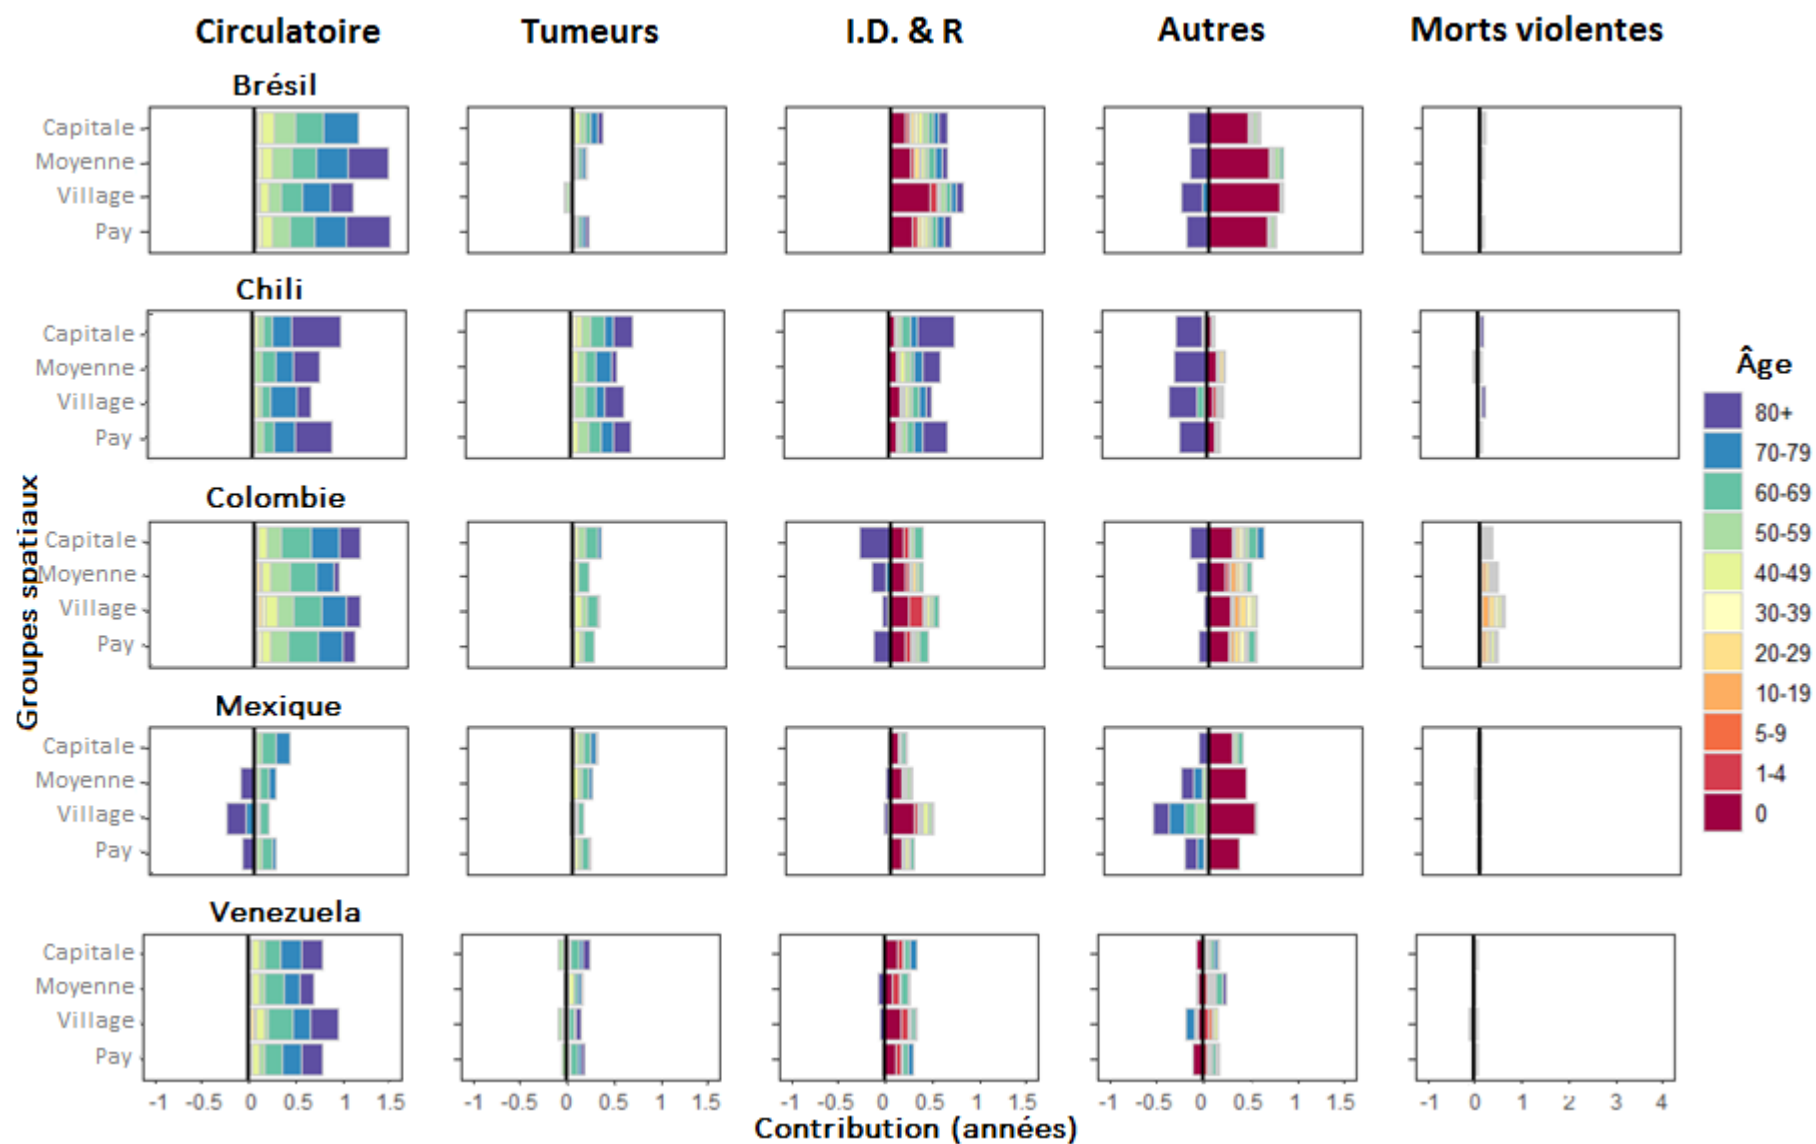 Circulatoire Tumeurs I.D. & R Autres Morts violentes
Brésil
Capitale
Moyenne
Village
Pay
Chili
Capitale
Moyenne
Village
Pay
Colombie
Capitale
Moyenne
Village
Pay
Mexique
Capitale
Moyenne
Village
Pay
Venezuela
Capitale
Moyenne
Village
Pay
Groupes spatiaux
-1 -0.5 0 0.5 1 1.5
-1 -0.5 0 0.5 1 1.5
-1 -0.5 0 0.5 1 1.5
-1 -0.5 0 0.5 1 1.5
-1 0 1 2 3 4
Contribution (années)
Âge
80+
70-79
60-69
50-59
40-49
30-39
20-29
10-19
5-9
1-4
0